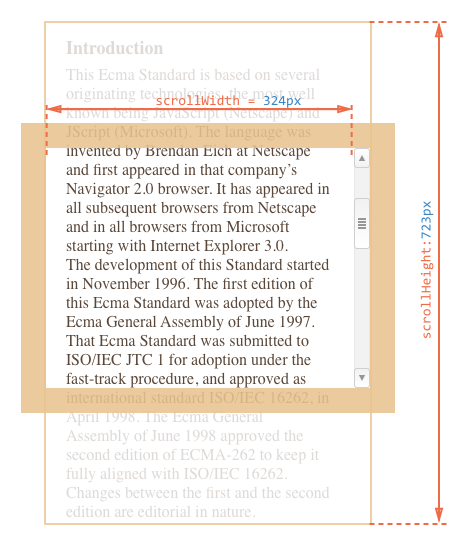 Introduction
This Ecma Standard is based on several
originating technologies, the most well
scrollWidth = 324px
known being JavaScript (Netscape) and
JScript (Microsoft). The language was
invented by Brendan Eich at Netscape
and first appeared in that company’s
Navigator 2.0 browser. It has appeared in
all subsequent browsers from Netscape
and in all browsers from Microsoft
starting with Internet Explorer 3.0.
The development of this Standard started
in November 1996. The first edition of
this Ecma Standard was adopted by the
Ecma General Assembly of June 1997.
That Ecma Standard was submitted to
ISO/IEC JTC 1 for adoption under the
fast-track procedure, and approved as
international standard ISO/IEC 16262, in
April 1998. The Ecma General
Assembly of June 1998 approved the
second edition of ECMA-262 to keep it
fully aligned with ISO/IEC 16262.
Changes between the first and the second
edition are editorial in nature.
scrollHeight:723px